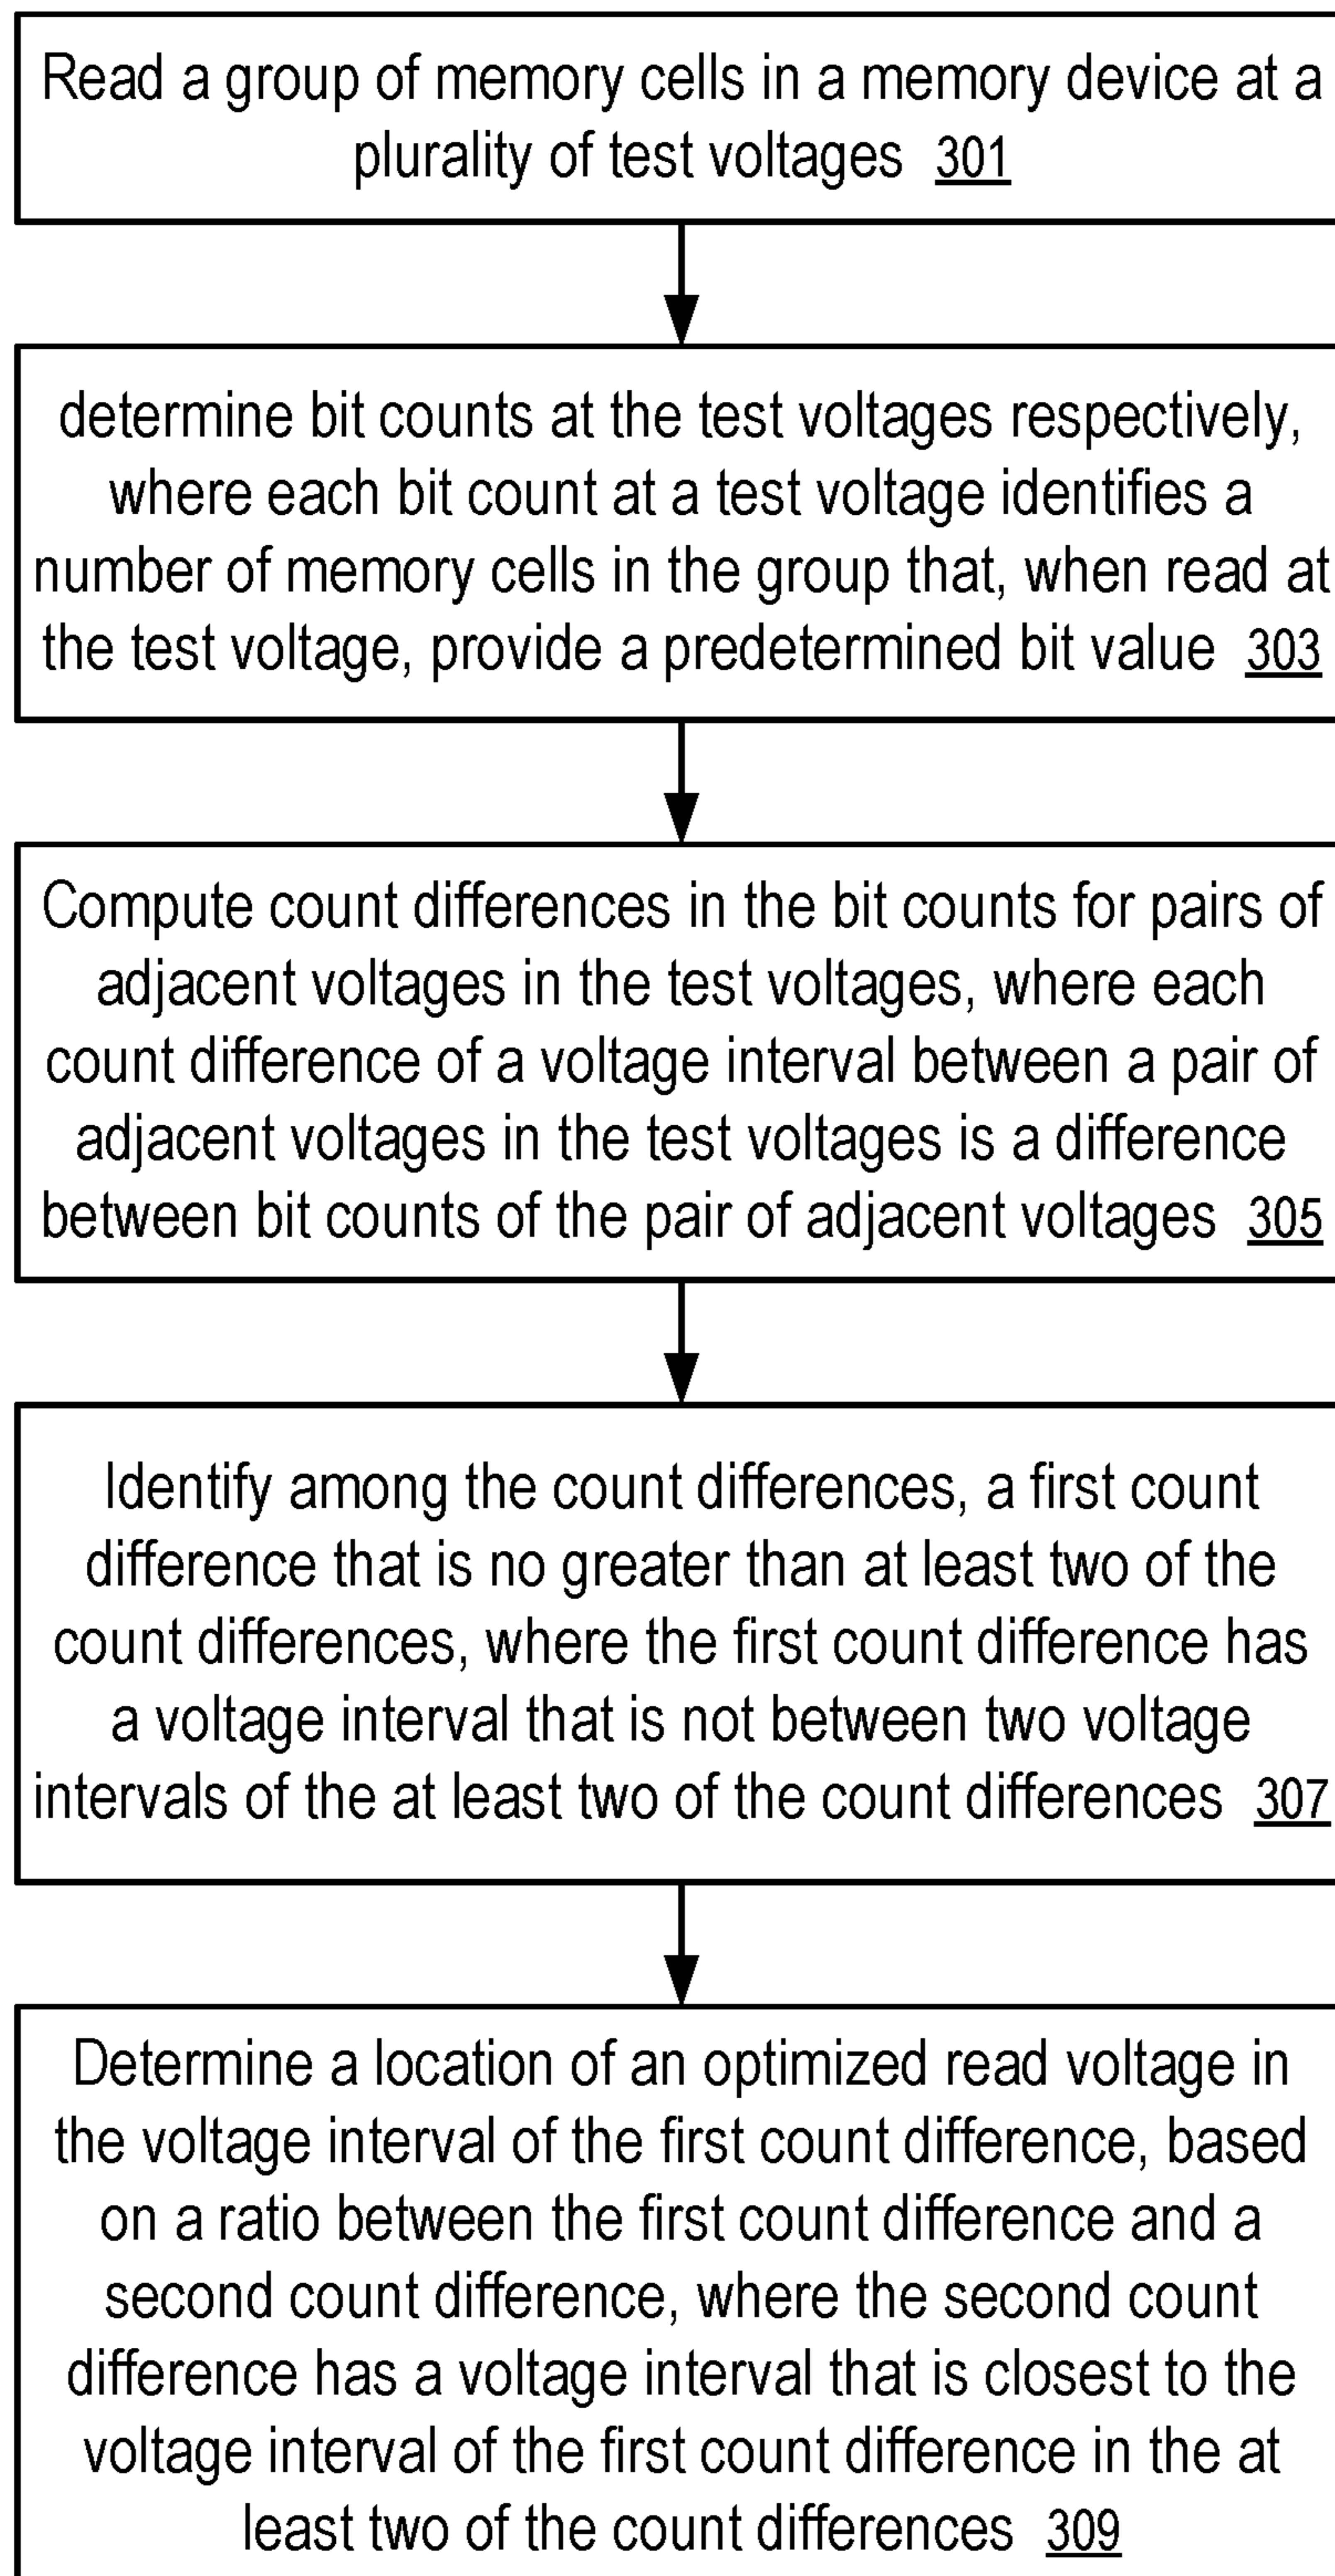 Read a group of memory cells in a memory device at a
plurality of test voltages 301
determine bit counts at the test voltages respectively,
where each bit count at a test voltage identifies a
number of memory cells in the group that, when read at
the test voltage, provide a predetermined bit value 303
Compute count differences in the bit counts for pairs of
adjacent voltages in the test voltages, where each
count difference of a voltage interval between a pair of
adjacent voltages in the test voltages is a difference
between bit counts of the pair of adjacent voltages 305
Identify among the count differences, a first count
difference that is no greater than at least two of the
count differences, where the first count difference has
a voltage interval that is not between two voltage
intervals of the at least two of the count differences 307
Determine a location of an optimized read voltage in
the voltage interval of the first count difference, based
on a ratio between the first count difference and a
second count difference, where the second count
difference has a voltage interval that is closest to the
voltage interval of the first count difference in the at
least two of the count differences 309